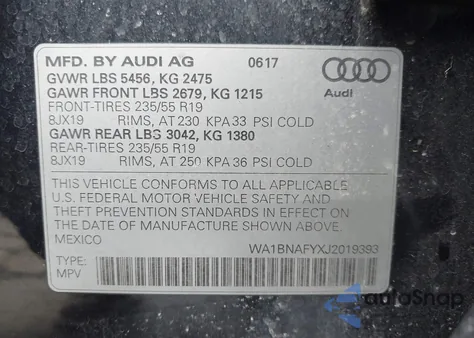 MFD. BY AUDI AG 0617
GVWR LBS 5456, KG 2475
GAWR FRONT LBS 2679, KG 1215
FRONT-TIRES 235/55 R19
8JX19 RIMS, AT 230 KPA 33 PSI COLD
GAWR REAR LBS 3042, KG 1380
REAR-TIRES 235/55 R19
8JX19 RIMS, AT 250 KPA 36 PSI COLD
Audi
THIS VEHICLE CONFORMS TO ALL APPLICABLE
U.S. FEDERAL MOTOR VEHICLE SAFETY AND
THEFT PREVENTION STANDARDS IN EFFECT ON
THE DATE OF MANUFACTURE SHOWN ABOVE.
MEXICO WA1BNAFYXJ2019393
TYPE:
MPV
autoSnap